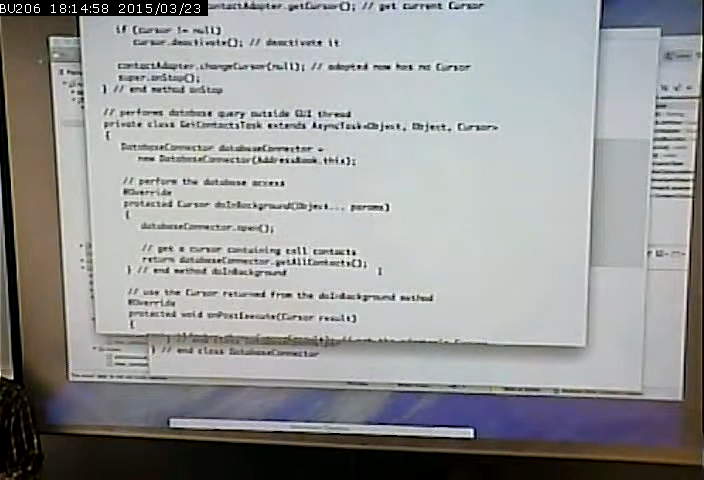 BU206 18:14:58 2015/03/23
contactAdapter.getCursor(); // get current Cursor
if (cursor != null)
cursor.deactivate(); // deactivate it
contactAdapter.changeCursor(null); // adapted now has no Cursor
super.onStop();
} // end method onStop
// performs database query outside GUI thread
private class GetContactsTask extends AsyncTask<Object, Object, Cursor>
{
DatabaseConnector databaseConnector =
new DatabaseConnector(AddressBook.this);
// perform the database access
@Override
protected Cursor doInBackground(Object... params)
{
databaseConnector.open();
// get a cursor containing call contacts
return databaseConnector.getAllContacts();
} // end method doInBackground
// use the Cursor returned from the doInBackground method
@Override
protected void onPostExecute(Cursor result)
{
} // end class DatabaseConnector